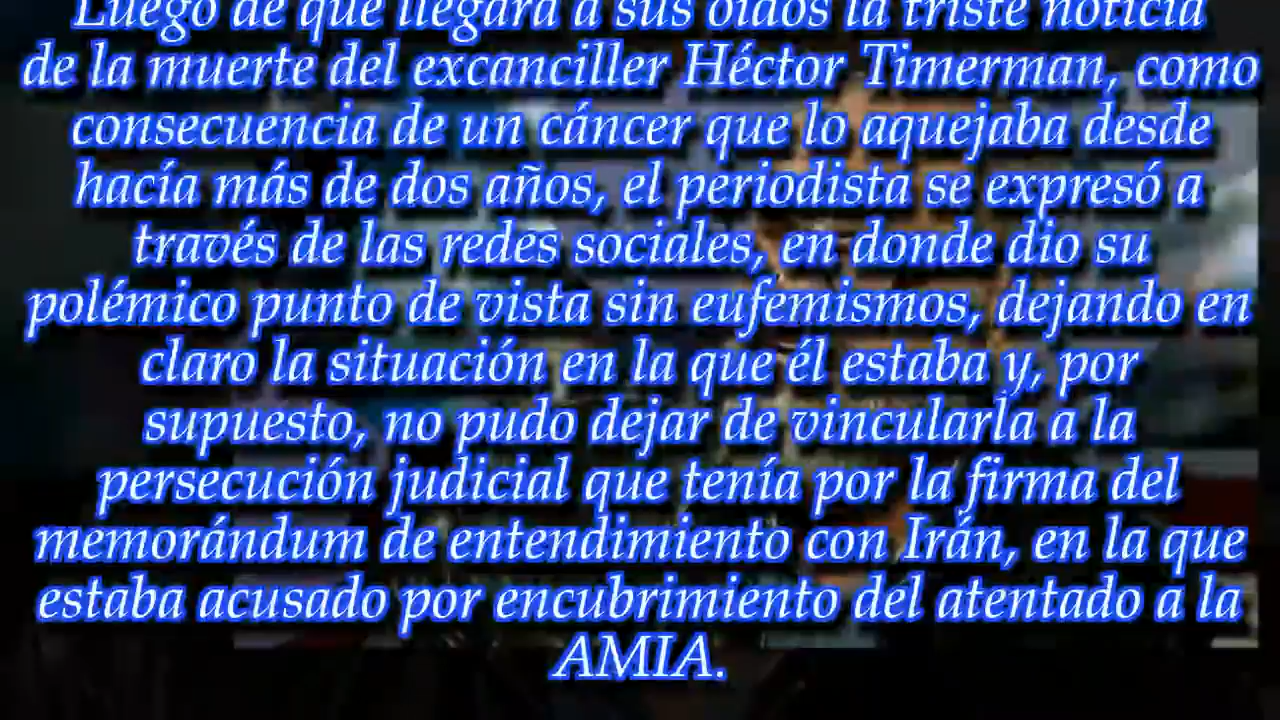 Luego de que llegara a sus oídos la triste noticia
de la muerte del excanciller Héctor Timerman, como
consecuencia de un cáncer que lo aquejaba desde
hacía más de dos años, el periodista se expresó a
través de las redes sociales, en donde dio su
polémico punto de vista sin eufemismos, dejando en
claro la situación en la que él estaba y, por
supuesto, no pudo dejar de vincularla a la
persecución judicial que tenía por la firma del
memorándum de entendimiento con Irán, en la que
estaba acusado por encubrimiento del atentado a la
AMIA.